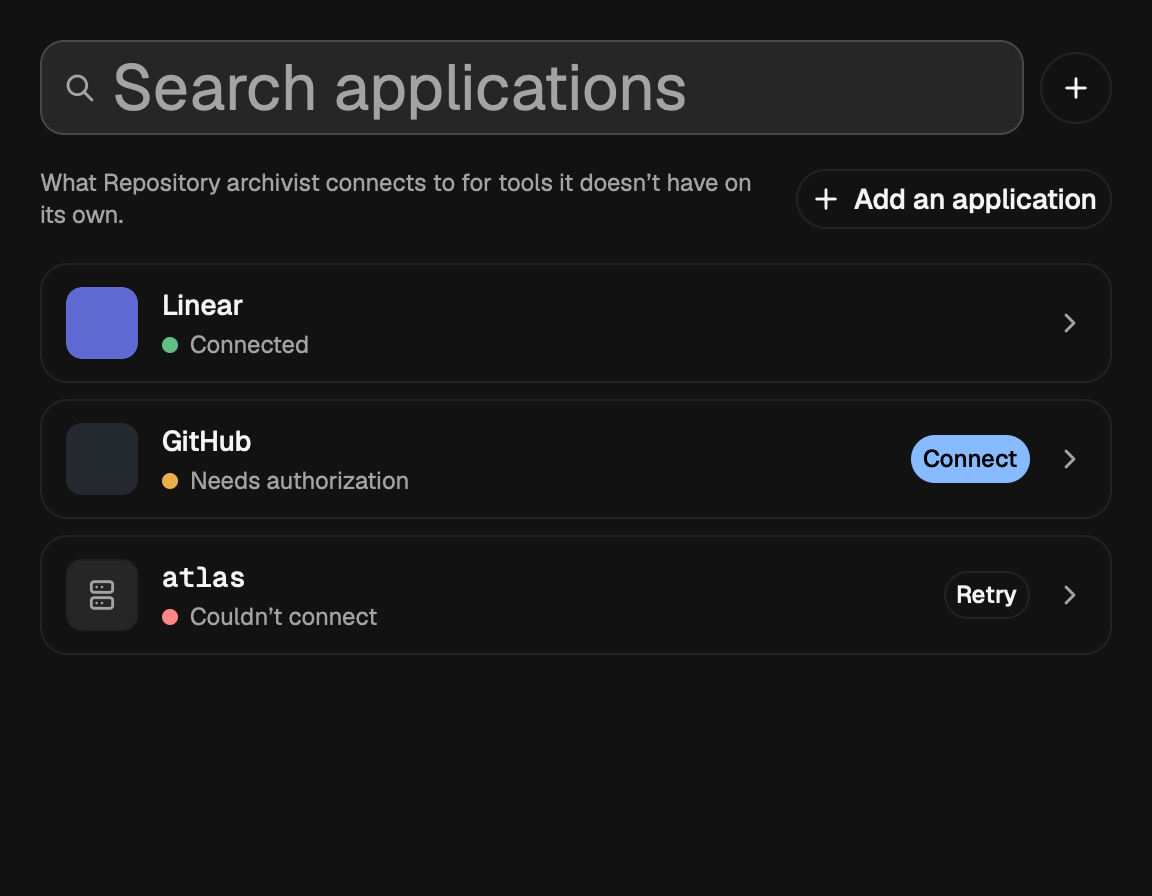 Search applications
What Repository archivist connects to for tools it doesn’t have on
its own.
Add an application
Linear
Connected
GitHub
Needs authorization
Connect
atlas
Couldn’t connect
Retry